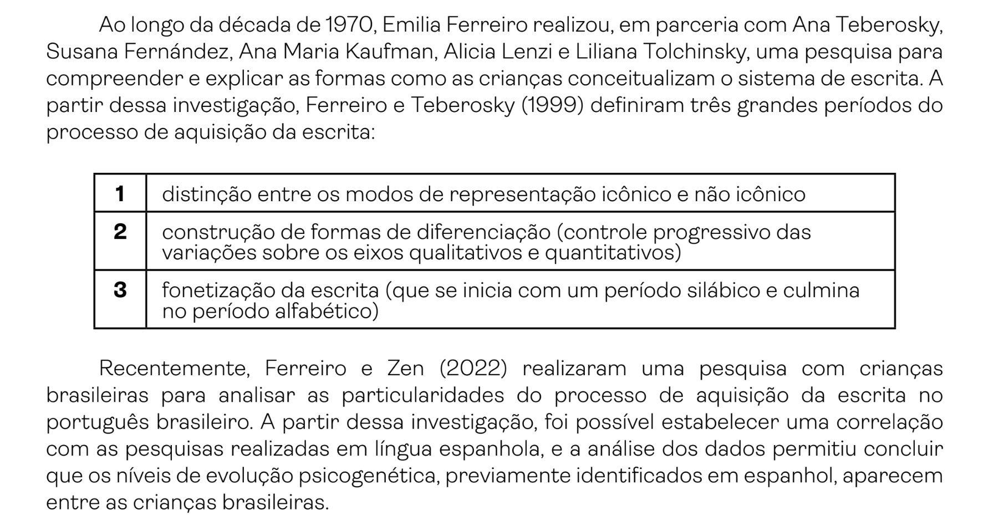 Ao longo da década de 1970, Emilia Ferreiro realizou, em parceria com Ana Teberosky,
Susana Fernández, Ana Maria Kaufman, Alicia Lenzi e Liliana Tolchinsky, uma pesquisa para
compreender e explicar as formas como as crianças conceitualizam o sistema de escrita. A
partir dessa investigação, Ferreiro e Teberosky (1999) definiram três grandes períodos do
processo de aquisição da escrita:
1 distinção entre os modos de representação icônico e não icônico
2 construção de formas de diferenciação (controle progressivo das
variações sobre os eixos qualitativos e quantitativos)
3 fonetização da escrita (que se inicia com um período silábico e culmina
no período alfabético)
Recentemente, Ferreiro e Zen (2022) realizaram uma pesquisa com crianças
brasileiras para analisar as particularidades do processo de aquisição da escrita no
português brasileiro. A partir dessa investigação, foi possível estabelecer uma correlação
com as pesquisas realizadas em língua espanhola, e a análise dos dados permitiu concluir
que os níveis de evolução psicogenética, previamente identificados em espanhol, aparecem
entre as crianças brasileiras.